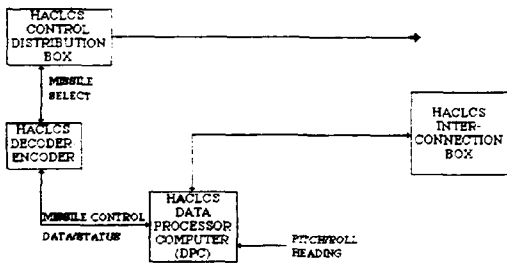 HACLCS
CONTROL
DISTRIBUTION
BOX
MISSILE
SELECT
HACLCS
DECODER
ENCODER
HACLCS
INTER-
CONNECTION
BOX
MISSILE CONTROL
DATA/STATUS
HACLCS
DATA
PROCESSOR
COMPUTER
(DPC)
PITCH/ROLL
HEADING